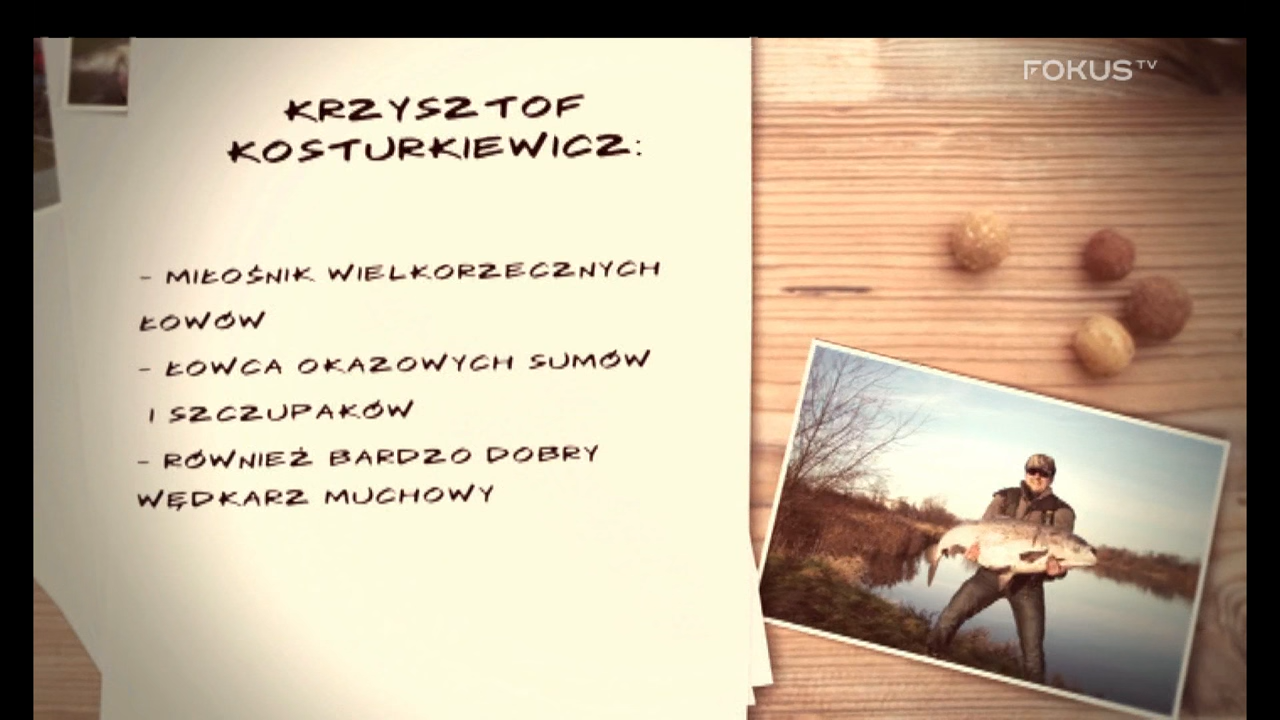 FOKUS TV
KRZYSZTOF
KOSTURKIEWICZ:
- MIŁOŚNIK WIELKORZECZNYCH
ŁOWÓW
- ŁOWCA OKAZOWYCH SUMÓW
I SZCZUPAKÓW
- RÓWNIEŻ BARDZO DOBRY
WĘDKARZ MUCHOWY